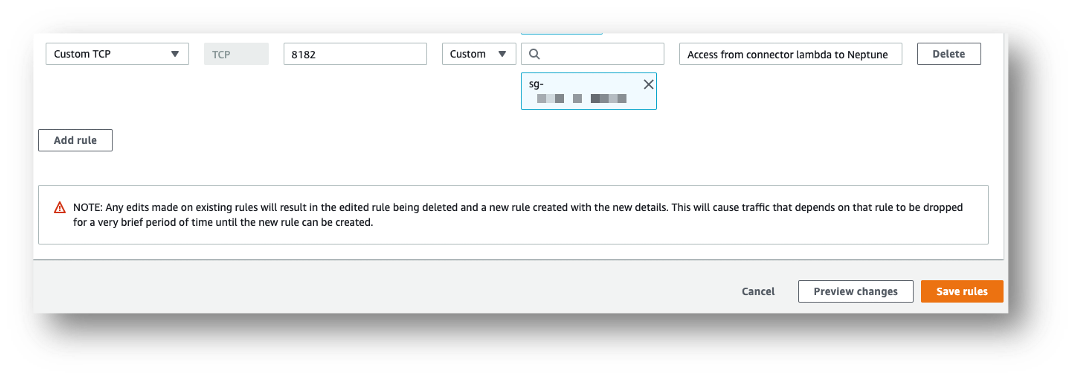 Custom TCP
TCP
8182
Custom
Access from connector lambda to Neptune
Delete
sg-
Add rule
NOTE: Any edits made on existing rules will result in the edited rule being deleted and a new rule created with the new details. This will cause traffic that depends on that rule to be dropped
for a very brief period of time until the new rule can be created.
Cancel
Preview changes
Save rules